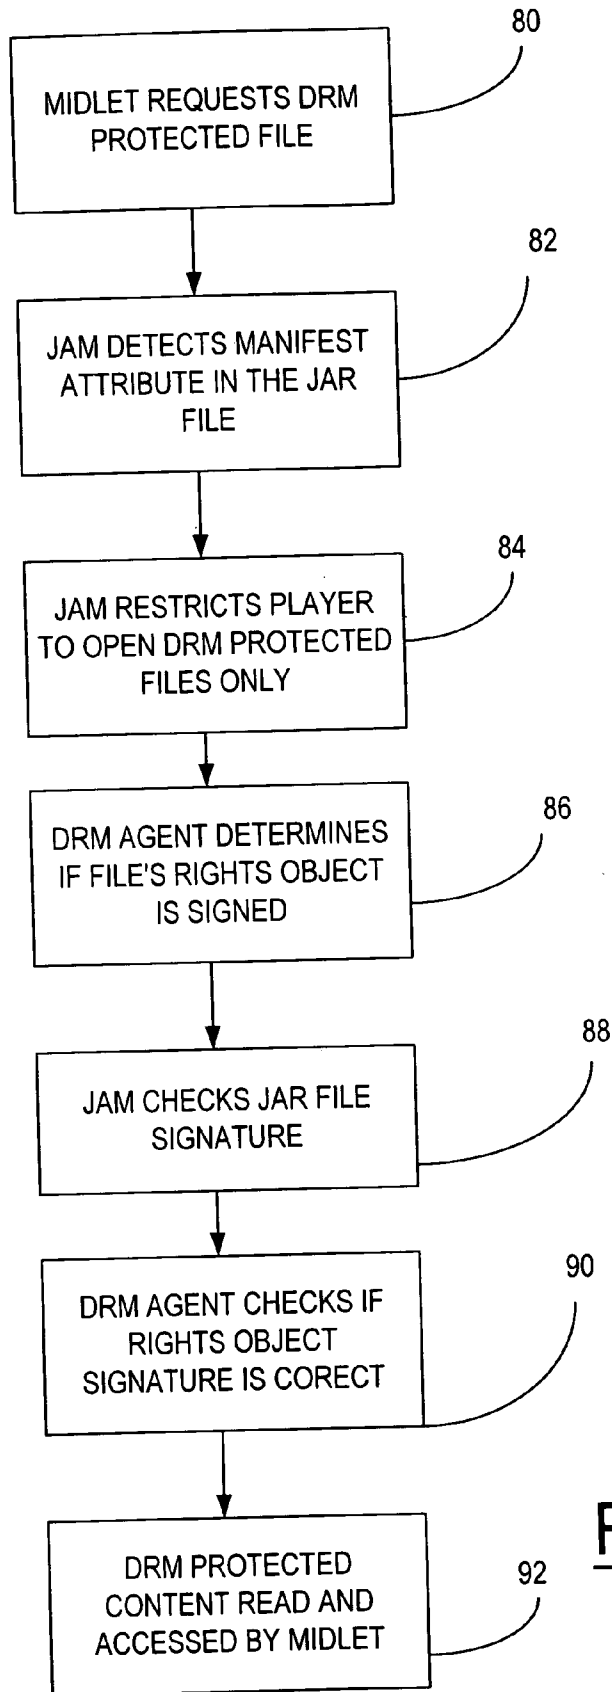 80
MIDLET REQUESTS DRM
PROTECTED FILE
82
JAM DETECTS MANIFEST
ATTRIBUTE IN THE JAR
FILE
84
JAM RESTRICTS PLAYER
TO OPEN DRM PROTECTED
FILES ONLY
86
DRM AGENT DETERMINES
IF FILE'S RIGHTS OBJECT
IS SIGNED
88
JAM CHECKS JAR FILE
SIGNATURE
90
DRM AGENT CHECKS IF
RIGHTS OBJECT
SIGNATURE IS CORECT
92
DRM PROTECTED
CONTENT READ AND
ACCESSED BY MIDLET